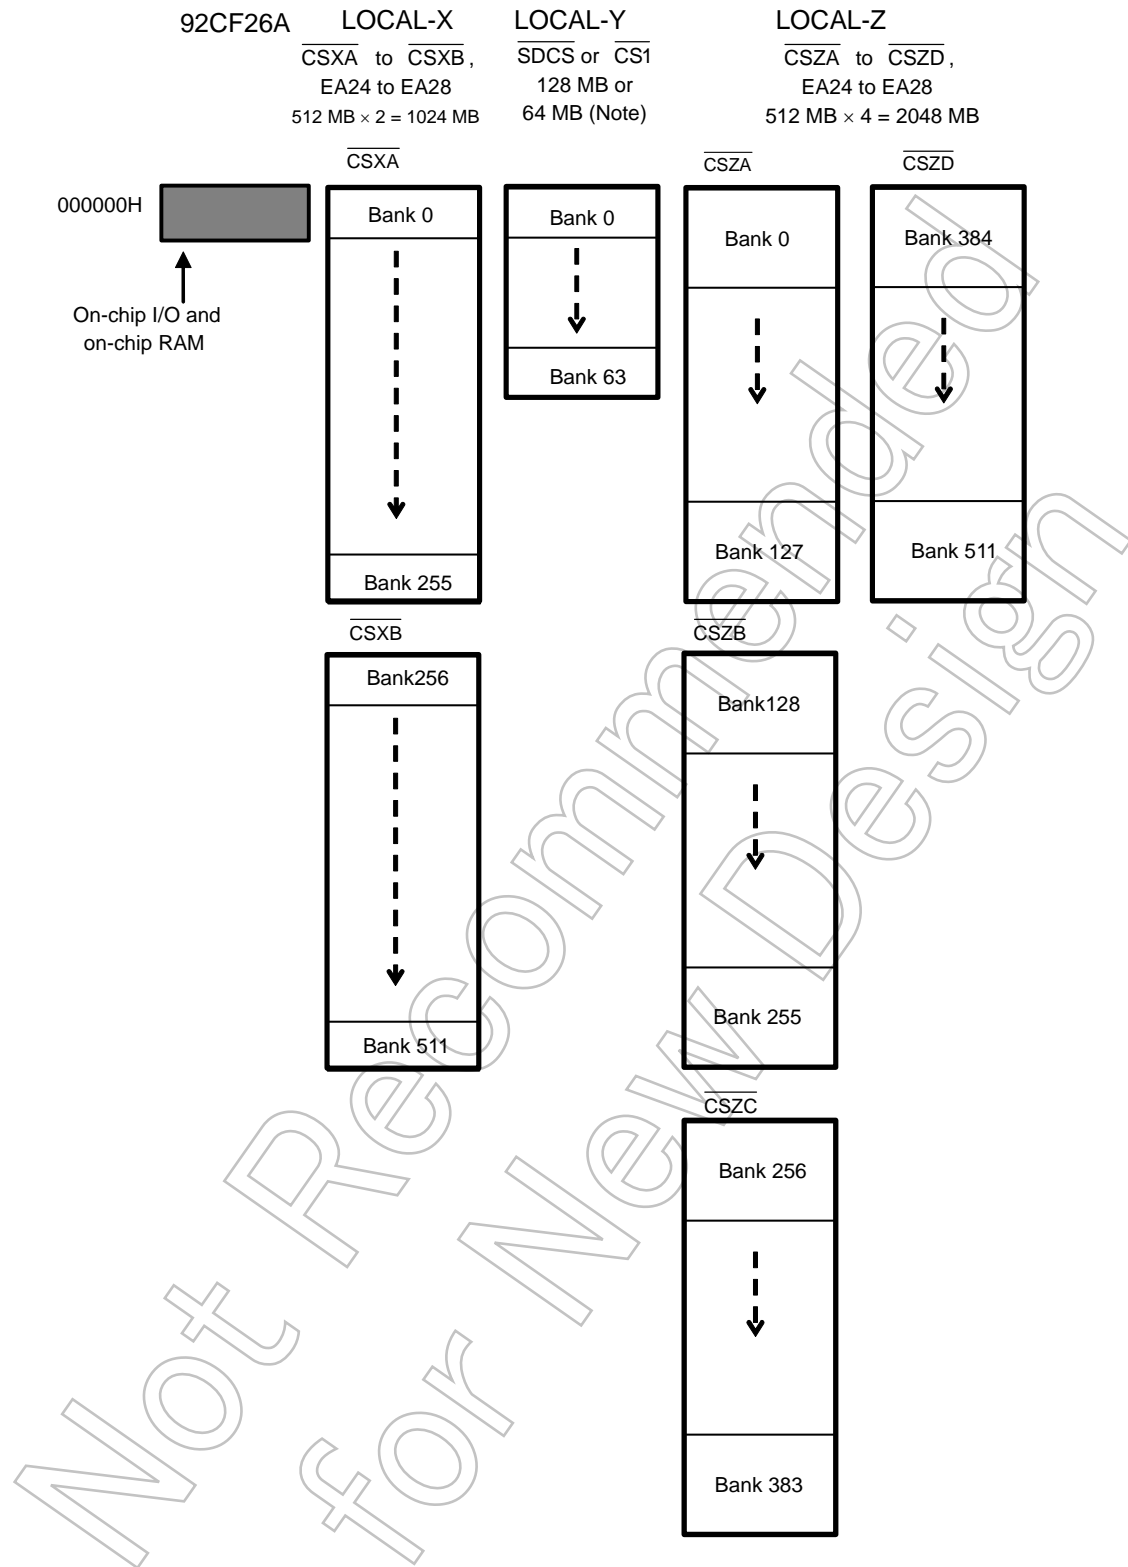 92CF26A LOCAL-X LOCAL-Y LOCAL-Z
CSXA to CSXB, SDCS or CS1 CSZA to CSZD,
EA24 to EA28 128 MB or EA24 to EA28
512 MB × 2 = 1024 MB 64 MB (Note) 512 MB × 4 = 2048 MB
CSXA CSZA CSZD
000000H Bank 0 Bank 0 Bank 0 Bank 384
On-chip I/O and
on-chip RAM
Bank 63
Bank 127 Bank 511
Bank 255
CSXB CSZB
Bank256 Bank128
Bank 255
Bank 511
CSZC
Bank 256
Bank 383
Not Recommended
for New Design